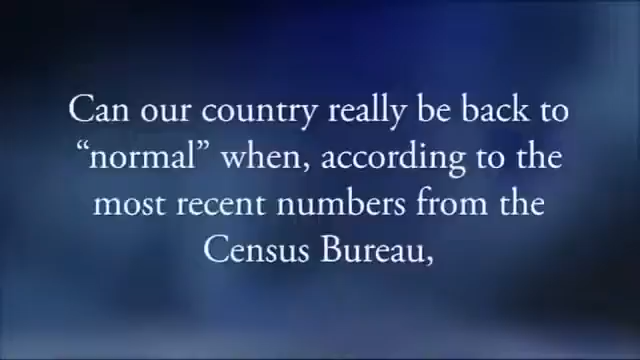 Can our country really be back to
“normal” when, according to the
most recent numbers from the
Census Bureau,